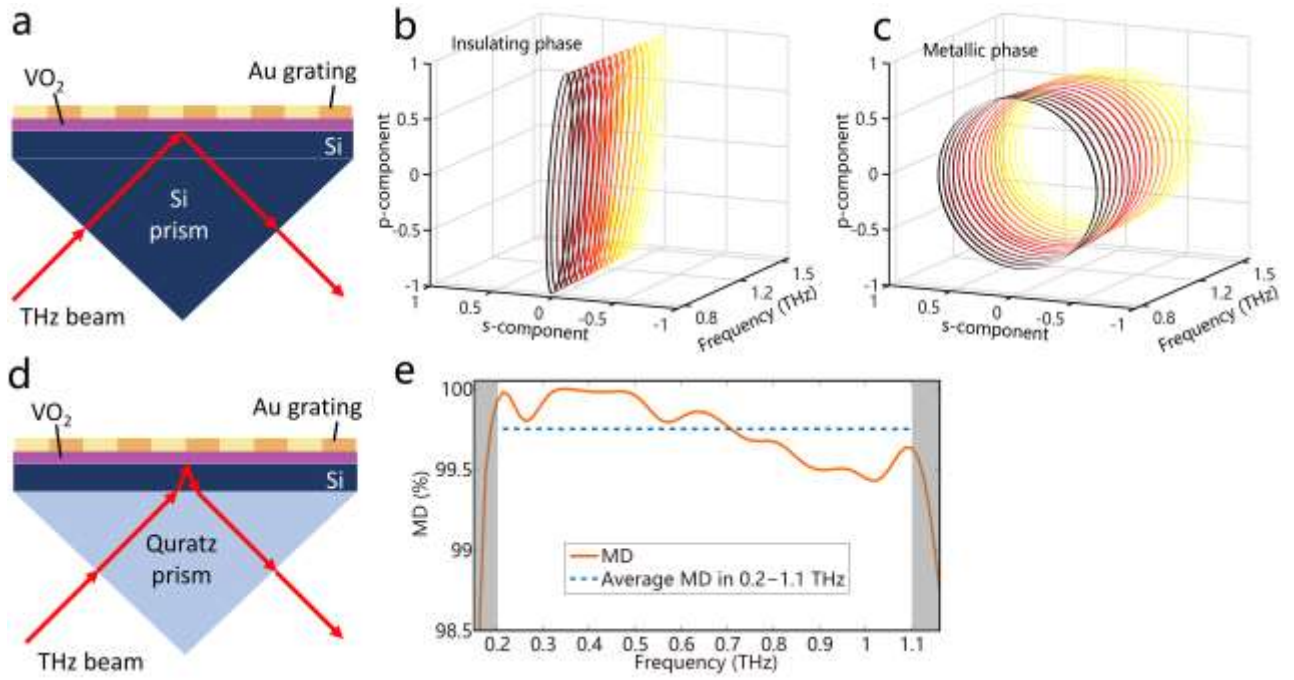 a
VO2
Au grating
Si
Si
prism
THz beam
b
Insulating phase
1
0.5
0
-0.5
-1
p-component
1
0.5
0
-0.5
-1
s-component
0.8
1.2
1.5
Frequency (THz)
c
Metallic phase
1
0.5
0
-0.5
-1
p-component
1
0.5
0
-0.5
-1
s-component
0.8
1.2
1.5
Frequency (THz)
d
VO2
Au grating
Si
Quratz
prism
THz beam
e
100
99.5
99
98.5
MD (%)
MD
Average MD in 0.2–1.1 THz
0.2 0.3 0.4 0.5 0.6 0.7 0.8 0.9 1 1.1
Frequency (THz)